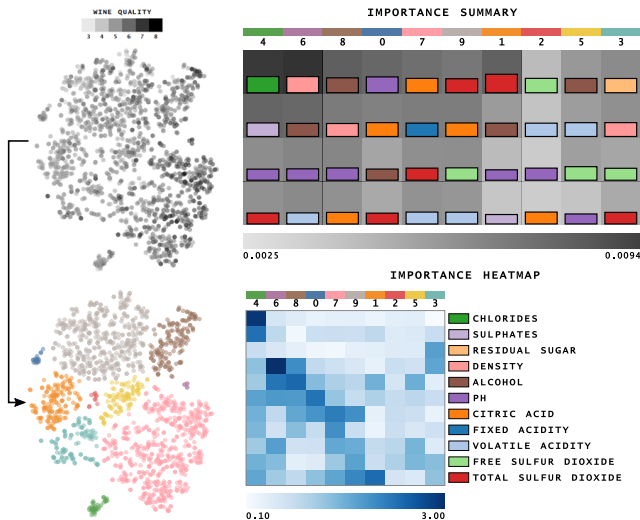 WINE QUALITY
3 4 5 6 7 8
IMPORTANCE SUMMARY
4 6 8 0 7 9 1 2 5 3
0.0025 0.0094
IMPORTANCE HEATMAP
4 6 8 0 7 9 1 2 5 3
CHLORIDES
SULPHATES
RESIDUAL SUGAR
DENSITY
ALCOHOL
PH
CITRIC ACID
FIXED ACIDITY
VOLATILE ACIDITY
FREE SULFUR DIOXIDE
TOTAL SULFUR DIOXIDE
0.10 3.00